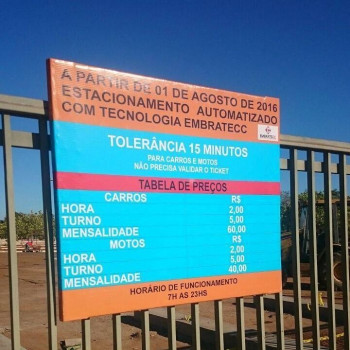 A PARTIR DE 01 DE AGOSTO DE 2016
ESTACIONAMENTO AUTOMATIZADO
COM TECNOLOGIA EMBRATECC
TOLERÂNCIA 15 MINUTOS
PARA CARROS E MOTOS
NÃO PRECISA VALIDAR O TICKET
TABELA DE PREÇOS
CARROS R$
HORA 2,00
TURNO 5,00
MENSALIDADE 60,00
MOTOS R$
HORA 2,00
TURNO 5,00
MENSALIDADE 40,00
HORÁRIO DE FUNCIONAMENTO
7H AS 23HS